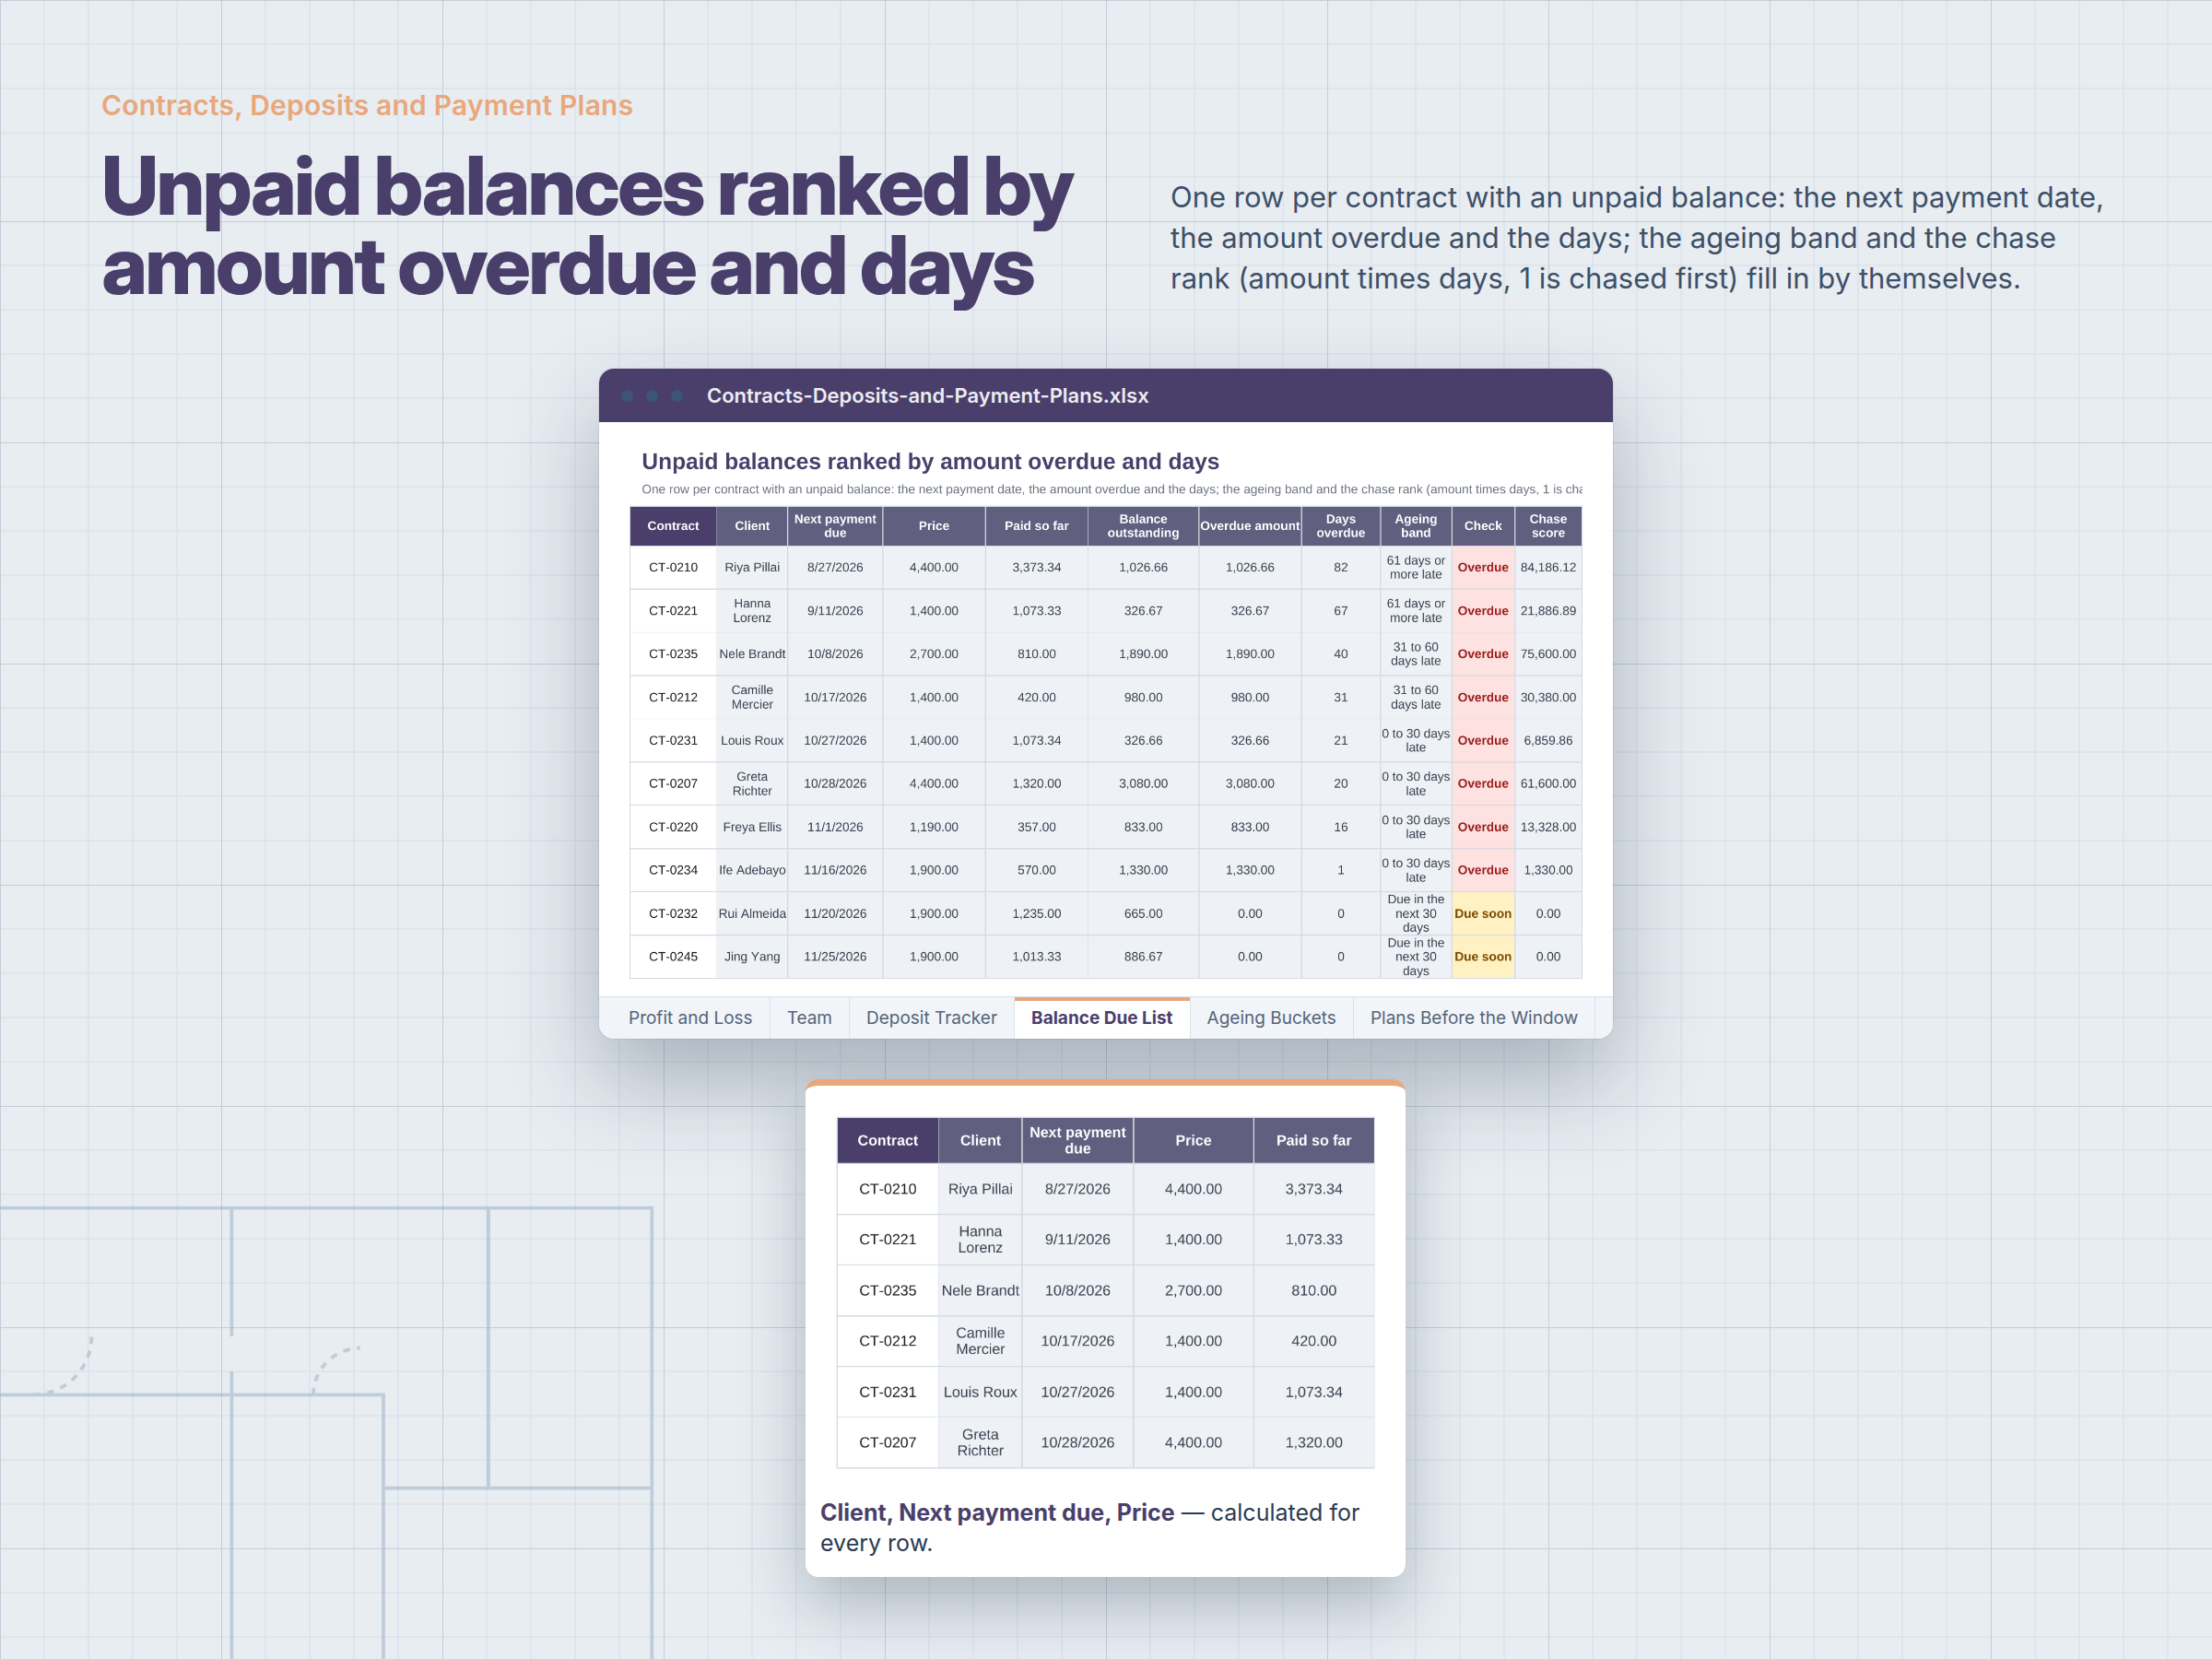 Contracts, Deposits and Payment Plans
Unpaid balances ranked by
amount overdue and days
One row per contract with an unpaid balance: the next payment date,
the amount overdue and the days; the ageing band and the chase
rank (amount times days, 1 is chased first) fill in by themselves.
Contracts-Deposits-and-Payment-Plans.xlsx
Unpaid balances ranked by amount overdue and days
One row per contract with an unpaid balance: the next payment date, the amount overdue and the days; the ageing band and the chase rank (amount times days, 1 is cha
Contract Client Next payment due Price Paid so far Balance outstanding Overdue amount Days overdue Ageing band Check Chase score
CT-0210 Riya Pillai 8/27/2026 4,400.00 3,373.34 1,026.66 1,026.66 82 61 days or more late Overdue 84,186.12
CT-0221 Hanna Lorenz 9/11/2026 1,400.00 1,073.33 326.67 326.67 67 61 days or more late Overdue 21,886.89
CT-0235 Nele Brandt 10/8/2026 2,700.00 810.00 1,890.00 1,890.00 40 31 to 60 days late Overdue 75,600.00
CT-0212 Camille Mercier 10/17/2026 1,400.00 420.00 980.00 980.00 31 31 to 60 days late Overdue 30,380.00
CT-0231 Louis Roux 10/27/2026 1,400.00 1,073.34 326.66 326.66 21 0 to 30 days late Overdue 6,859.86
CT-0207 Greta Richter 10/28/2026 4,400.00 1,320.00 3,080.00 3,080.00 20 0 to 30 days late Overdue 61,600.00
CT-0220 Freya Ellis 11/1/2026 1,190.00 357.00 833.00 833.00 16 0 to 30 days late Overdue 13,328.00
CT-0234 Ife Adebayo 11/16/2026 1,900.00 570.00 1,330.00 1,330.00 1 0 to 30 days late Overdue 1,330.00
CT-0232 Rui Almeida 11/20/2026 1,900.00 1,235.00 665.00 0.00 0 Due in the next 30 days Due soon 0.00
CT-0245 Jing Yang 11/25/2026 1,900.00 1,013.33 886.67 0.00 0 Due in the next 30 days Due soon 0.00
Profit and Loss Team Deposit Tracker Balance Due List Ageing Buckets Plans Before the Window
Contract Client Next payment due Price Paid so far
CT-0210 Riya Pillai 8/27/2026 4,400.00 3,373.34
CT-0221 Hanna Lorenz 9/11/2026 1,400.00 1,073.33
CT-0235 Nele Brandt 10/8/2026 2,700.00 810.00
CT-0212 Camille Mercier 10/17/2026 1,400.00 420.00
CT-0231 Louis Roux 10/27/2026 1,400.00 1,073.34
CT-0207 Greta Richter 10/28/2026 4,400.00 1,320.00
Client, Next payment due, Price — calculated for
every row.